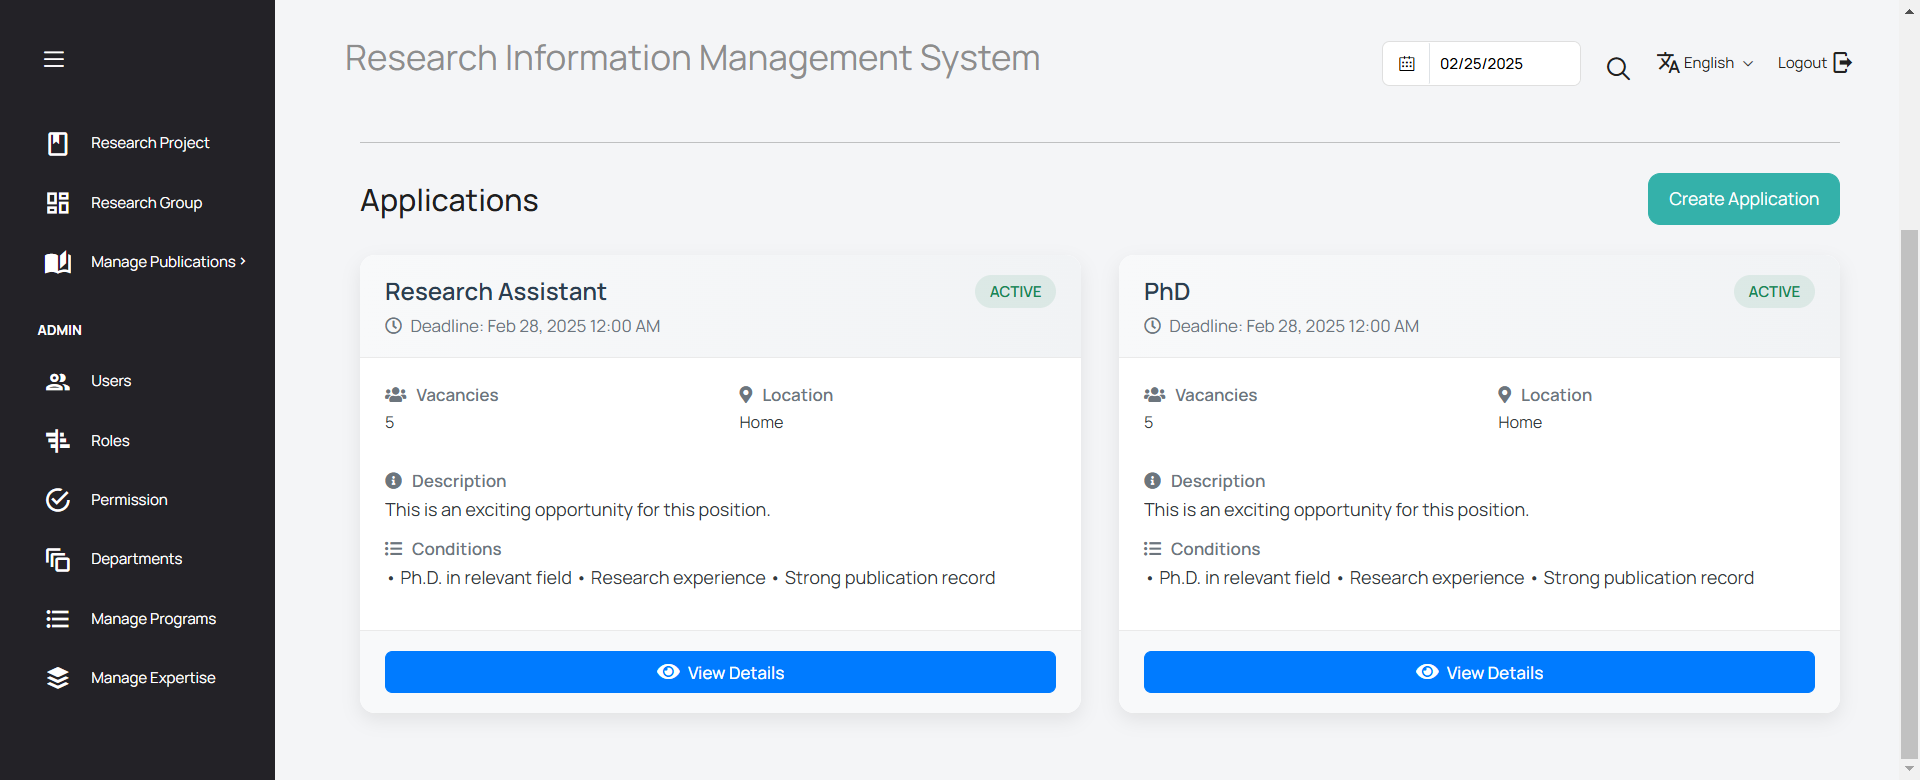 Research Information Management System
02/25/2025
English
Logout
Research Project
Research Group
Manage Publications
ADMIN
Users
Roles
Permission
Departments
Manage Programs
Manage Expertise
Applications
Create Application
Research Assistant
ACTIVE
Deadline: Feb 28, 2025 12:00 AM
Vacancies
5
Location
Home
Description
This is an exciting opportunity for this position.
Conditions
• Ph.D. in relevant field • Research experience • Strong publication record
View Details
PhD
ACTIVE
Deadline: Feb 28, 2025 12:00 AM
Vacancies
5
Location
Home
Description
This is an exciting opportunity for this position.
Conditions
• Ph.D. in relevant field • Research experience • Strong publication record
View Details